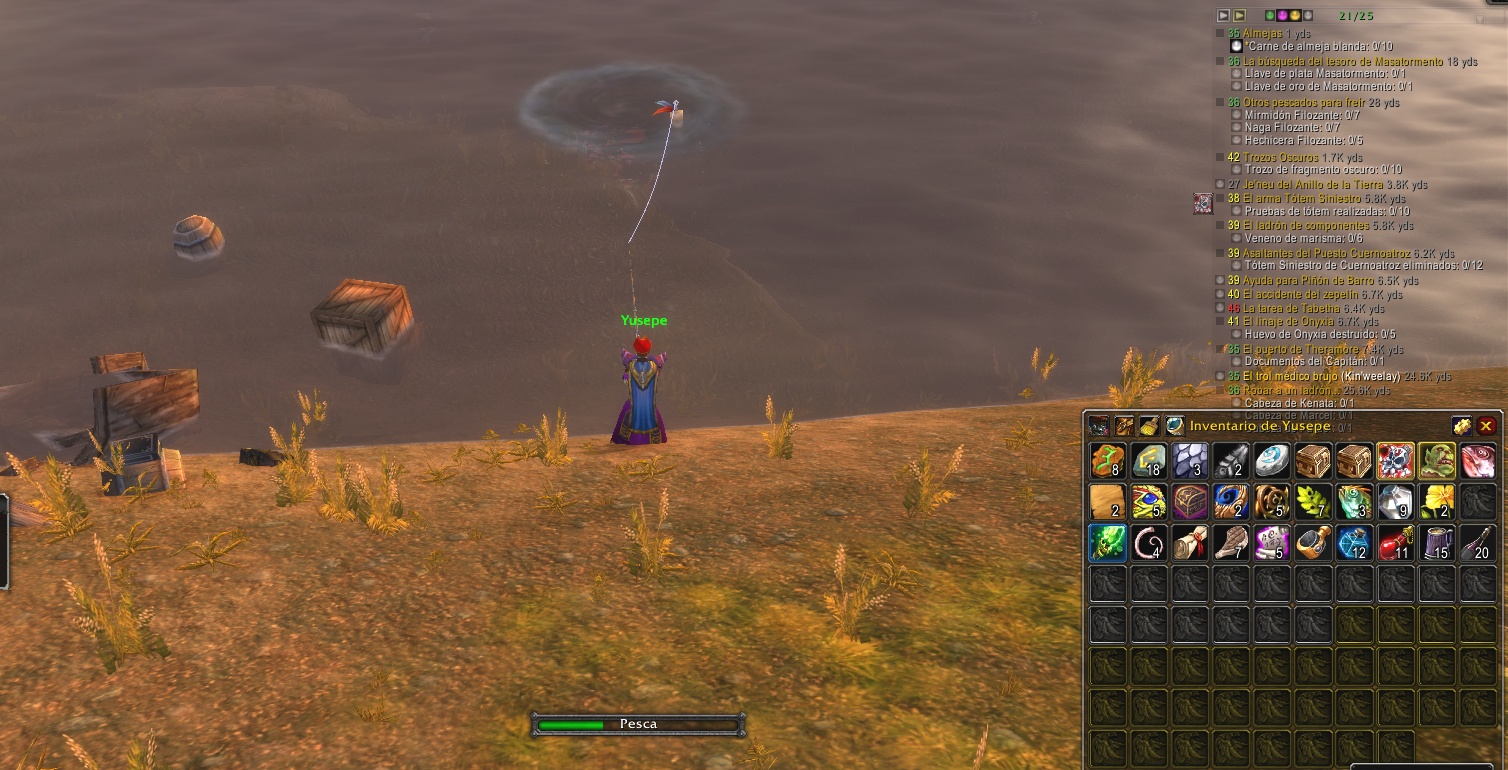 21/25
35 Almejas 1 yds
*Carne de almeja blanda: 0/10
36 La búsqueda del tesoro de Masatormento 18 yds
Llave de plata Masatormento: 0/1
Llave de oro de Masatormento: 0/1
36 Otros pescados para freír 28 yds
Mirmidón Filozante: 0/7
Naga Filozante: 0/7
Hechicera Filozante: 0/5
42 Trozos Oscuros 1.7K yds
Trozo de fragmento oscuro: 0/10
27 Je'neu del Anillo de la Tierra 3.8K yds
38 El arma Tótem Siniestro 5.8K yds
Pruebas de tótem realizadas: 0/10
39 El ladrón de componentes 5.8K yds
Veneno de marisma: 0/6
39 Asaltantes del Puesto Cuernoatroz 6.2K yds
Tótem Siniestro de Cuernoatroz eliminados: 0/12
39 Ayuda para Piñón de Barro 6.5K yds
40 El accidente del zepelín 6.7K yds
46 La tarea de Tabetha 6.4K yds
41 El linaje de Onyxia 6.7K yds
Huevo de Onyxia destruido: 0/5
35 El puerto de Theramore 7.4K yds
Documentos del Capitán: 0/1
35 El trol médico brujo (Kin'weelay) 24.6K yds
36 Robar a un ladrón... 25.6K yds
Cabeza de Kenata: 0/1
Cabeza de Marcel: 0/1
Yusepe
Inventario de Yusepe
8 18 3 2
2 5 2 5 7 3 9 2
4 7 5 12 11 15 20
Pesca